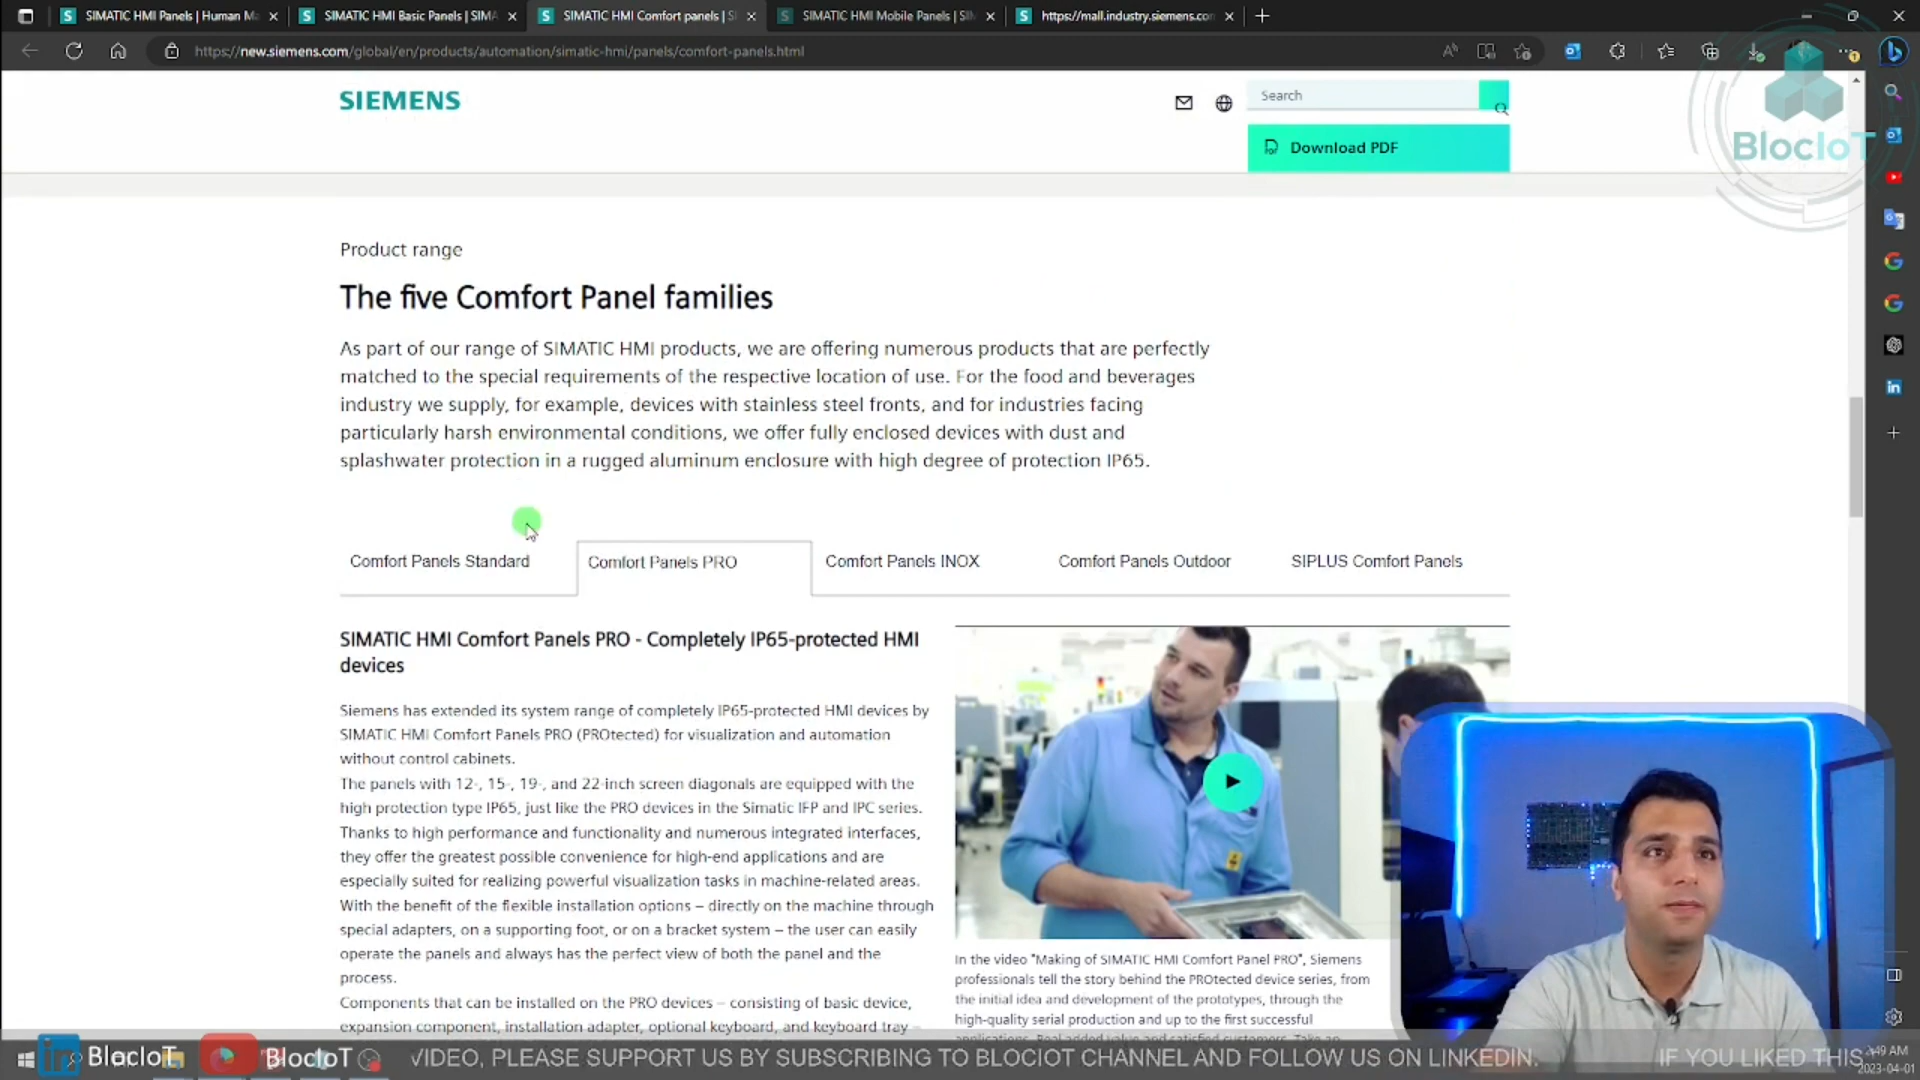 SIMATIC HMI Panels | Human Ma
SIMATIC HMI Basic Panels | SIMA
SIMATIC HMI Comfort panels | S
SIMATIC HMI Mobile Panels | SIM
https://mall.industry.siemens.com
https://new.siemens.com/global/en/products/automation/simatic-hmi/panels/comfort-panels.html
SIEMENS
Search
Download PDF
BlocIoT
Product range
The five Comfort Panel families
As part of our range of SIMATIC HMI products, we are offering numerous products that are perfectly
matched to the special requirements of the respective location of use. For the food and beverages
industry we supply, for example, devices with stainless steel fronts, and for industries facing
particularly harsh environmental conditions, we offer fully enclosed devices with dust and
splashwater protection in a rugged aluminum enclosure with high degree of protection IP65.
Comfort Panels Standard
Comfort Panels PRO
Comfort Panels INOX
Comfort Panels Outdoor
SIPLUS Comfort Panels
SIMATIC HMI Comfort Panels PRO - Completely IP65-protected HMI
devices
Siemens has extended its system range of completely IP65-protected HMI devices by
SIMATIC HMI Comfort Panels PRO (PROtected) for visualization and automation
without control cabinets.
The panels with 12-, 15-, 19-, and 22-inch screen diagonals are equipped with the
high protection type IP65, just like the PRO devices in the Simatic IFP and IPC series.
Thanks to high performance and functionality and numerous integrated interfaces,
they offer the greatest possible convenience for high-end applications and are
especially suited for realizing powerful visualization tasks in machine-related areas.
With the benefit of the flexible installation options – directly on the machine through
special adapters, on a supporting foot, or on a bracket system – the user can easily
operate the panels and always has the perfect view of both the panel and the
process.
Components that can be installed on the PRO devices – consisting of basic device,
expansion component, installation adapter, optional keyboard, and keyboard tray –
In the video "Making of SIMATIC HMI Comfort Panel PRO", Siemens
professionals tell the story behind the PROtected device series, from
the initial idea and development of the prototypes, through the
high-quality serial production and up to the first successful
BlocIoT
BlocIoT
VIDEO, PLEASE SUPPORT US BY SUBSCRIBING TO BLOCIOT CHANNEL AND FOLLOW US ON LINKEDIN.
IF YOU LIKED THIS
:49 AM
2023-04-01